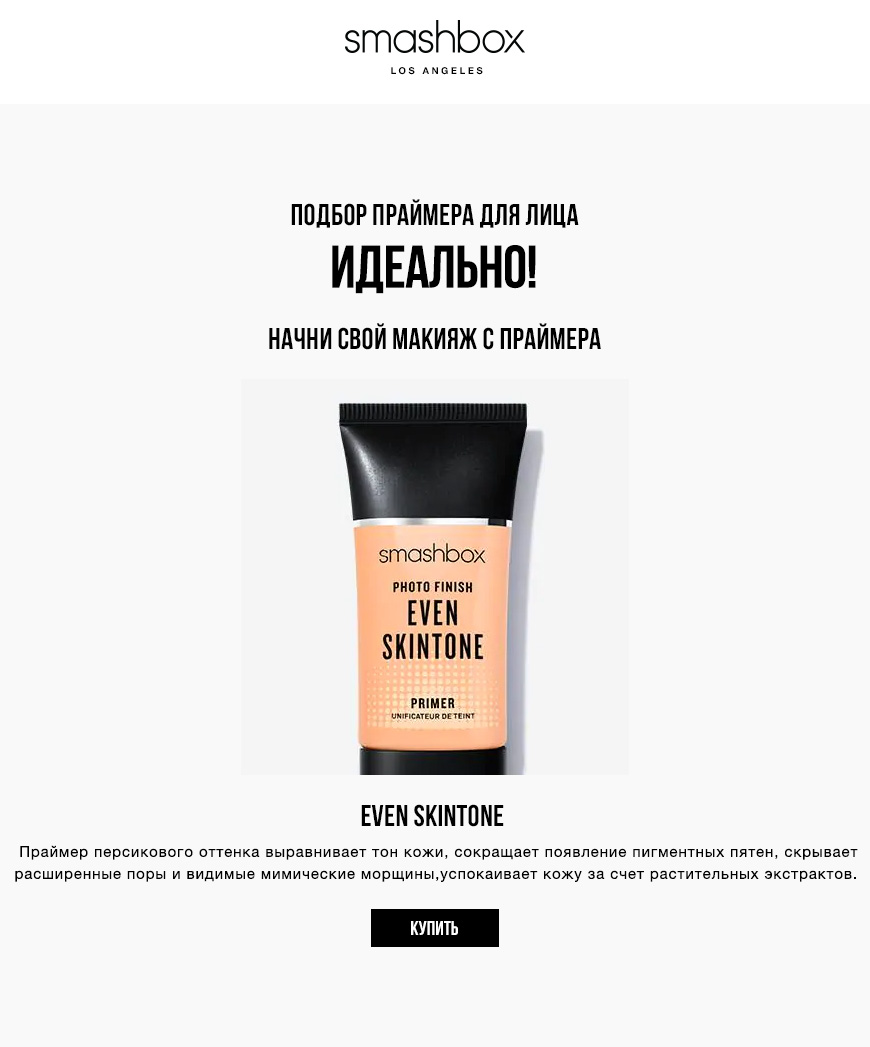 smashbox
LOS ANGELES
ПОДБОР ПРАЙМЕРА ДЛЯ ЛИЦА
ИДЕАЛЬНО!
НАЧНИ СВОЙ МАКИЯЖ С ПРАЙМЕРА
smashbox
PHOTO FINISH
EVEN
SKINTONE
PRIMER
UNIFICATEUR DE TEINT
EVEN SKINTONE
Праймер персикового оттенка выравнивает тон кожи, сокращает появление пигментных пятен, скрывает
расширенные поры и видимые мимические морщины,успокаивает кожу за счет растительных экстрактов.
КУПИТЬ